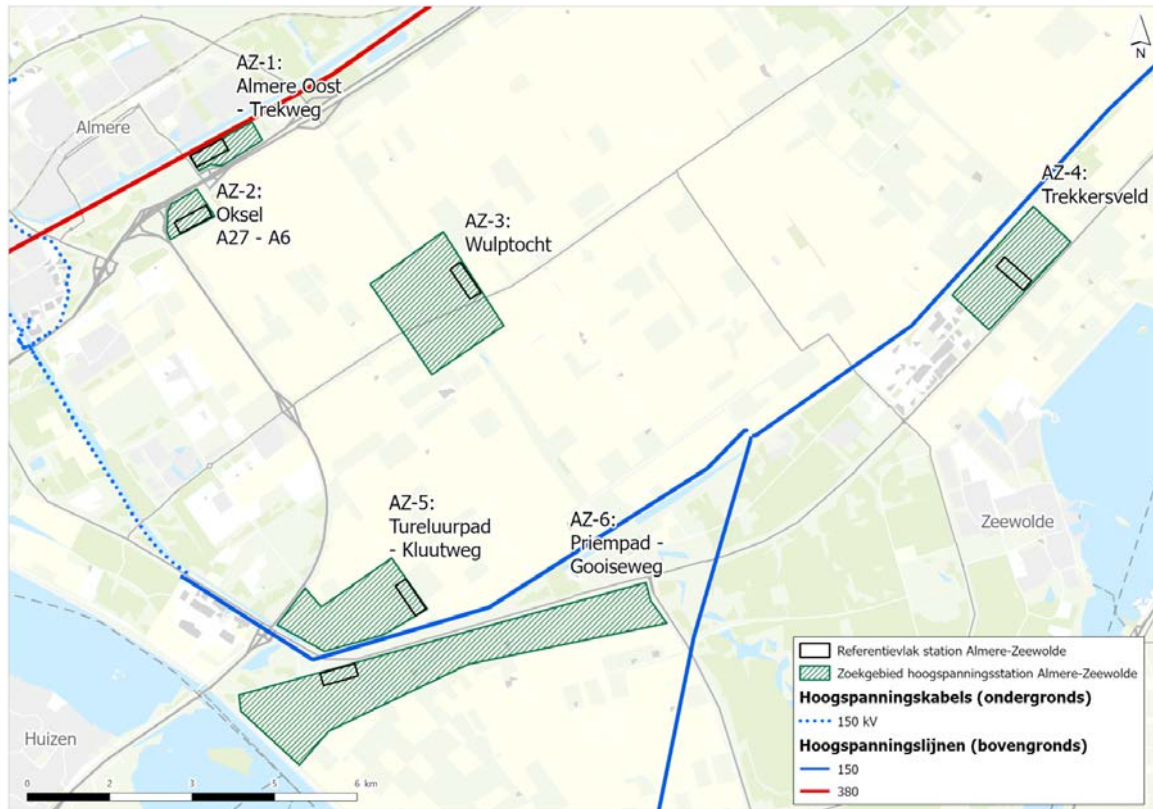 AZ-1:
Almere Oost
- Trekweg
N
Almere
AZ-2:
Oksel
A27 - A6
AZ-3:
Wulptocht
AZ-4:
Trekkersveld
AZ-5:
Tureluurpad
- Kluutweg
AZ-6:
Priempad -
Gooiseweg
Zeewolde
Huizen
Referentievlak station Almere-Zeewolde
Zoekgebied hoogspanningsstation Almere-Zeewolde
Hoogspanningskabels (ondergronds)
150 kV
Hoogspanningslijnen (bovengronds)
150
380
0 2 3 5 6 km